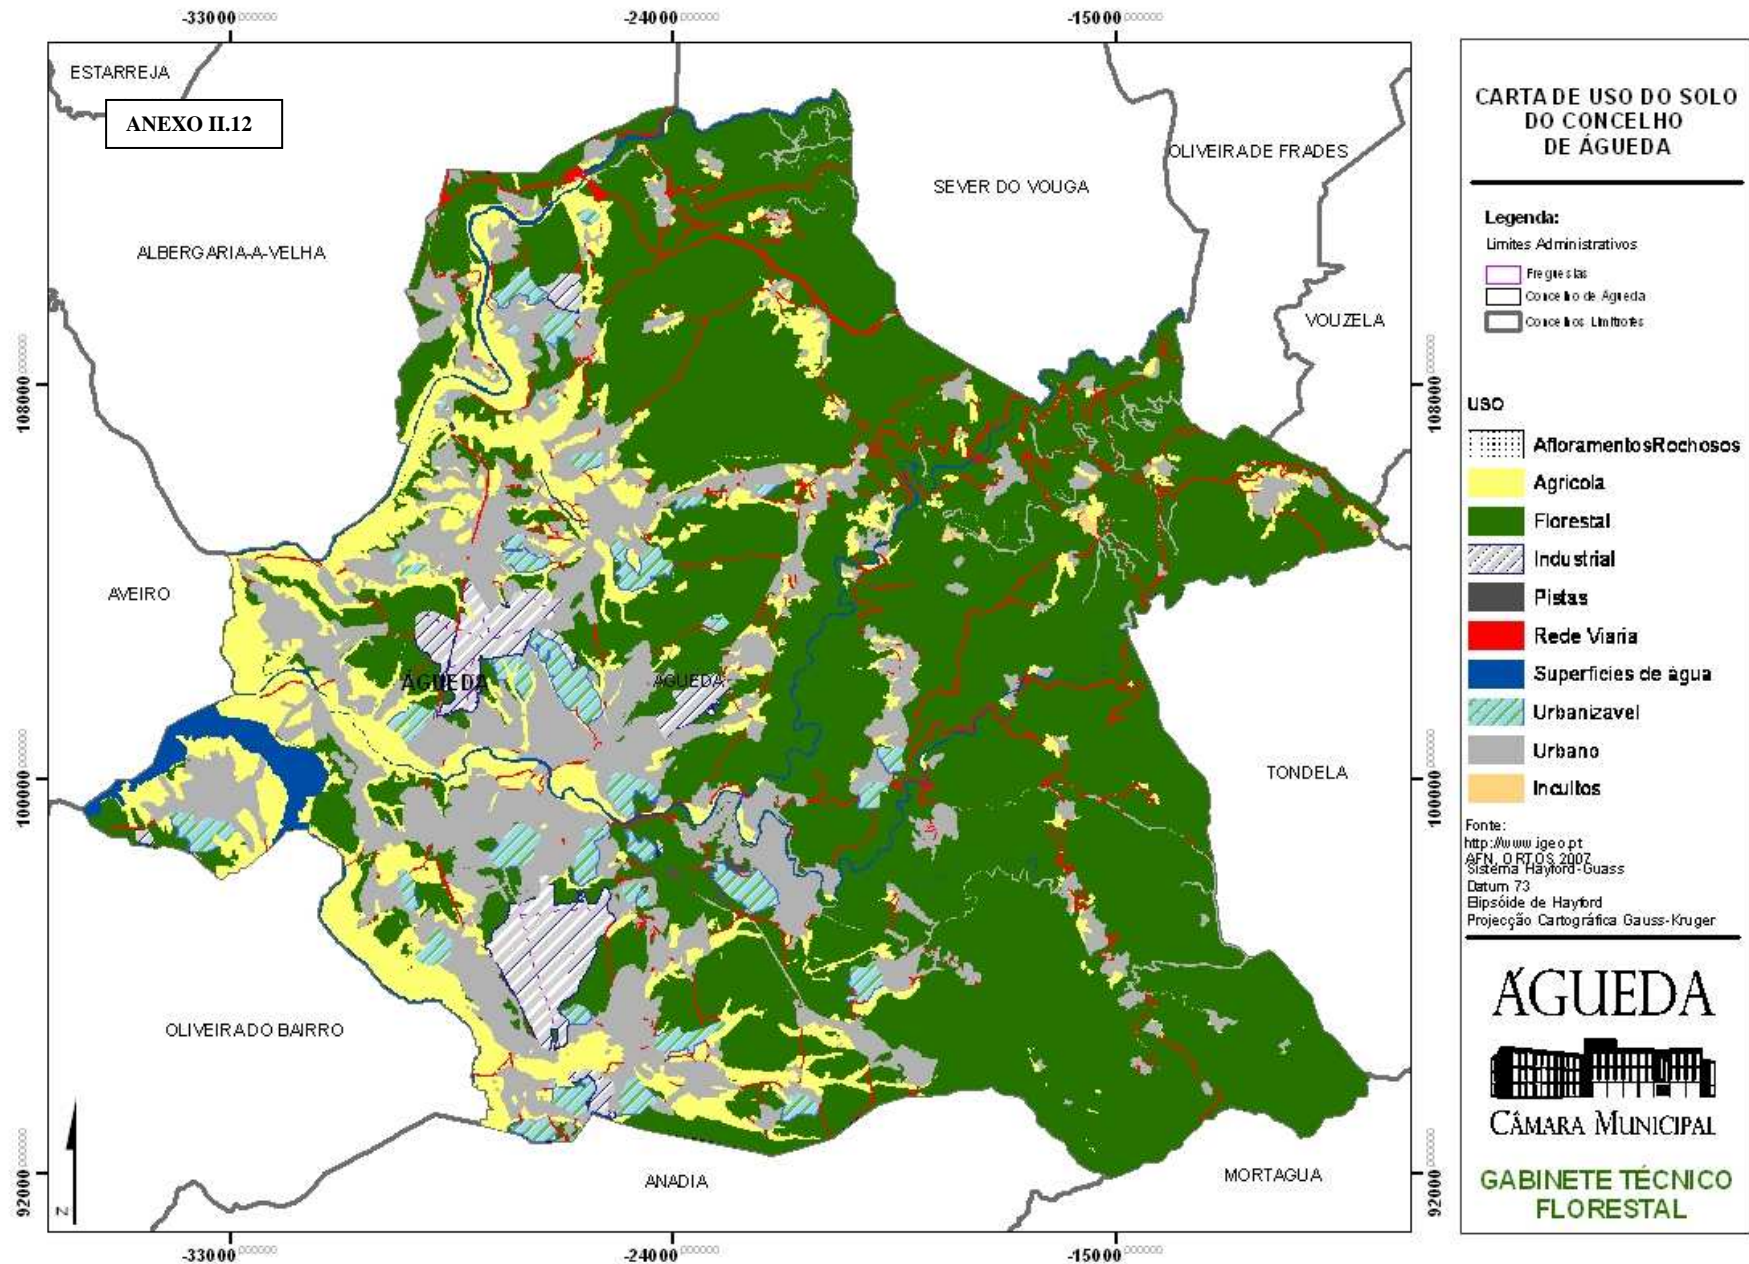 -33000
-24000
-15000
ESTARREJA
ANEXO II.12
OLIVEIRA DE FRADES
SEVER DO VOUGA
ALBERGARIA-A-VELHA
VOUZELA
108000
108000
AVEIRO
ÁGUEDA
AGUEDA
TONDELA
100000
100000
OLIVEIRA DO BAIRRO
ANADIA
MORTAGUA
92000
92000
N
-33000
-24000
-15000
CARTA DE USO DO SOLO
DO CONCELHO
DE ÁGUEDA
Legenda:
Limites Administrativos
Freguesias
Concelho de Águeda
Concelhos Limitrofes
USO
AfloramentosRochosos
Agricola
Florestal
Industrial
Pistas
Rede Viaria
Superficies de agua
Urbanizavel
Urbano
Incultos
Fonte:
http://www.igeo.pt
AFN, ORTOS 2007
Sistema Hayford-Guass
Datum 73
Elipsóide de Hayford
Projecção Cartográfica Gauss-Kruger
ÁGUEDA
CÂMARA MUNICIPAL
GABINETE TÉCNICO
FLORESTAL